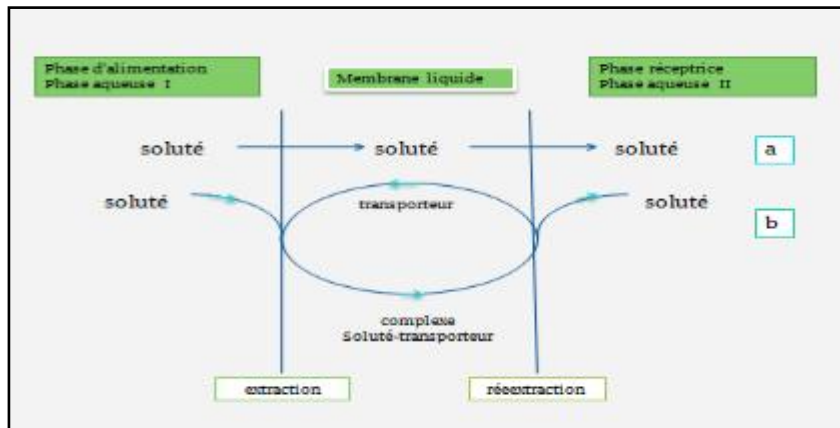 Phase d'alimentation
Phase aqueuse I
Membrane liquide
Phase réceptrice
Phase aqueuse II
soluté
soluté
soluté
a
soluté
transporteur
soluté
b
complexe
Soluté-transporteur
extraction
réeextraction